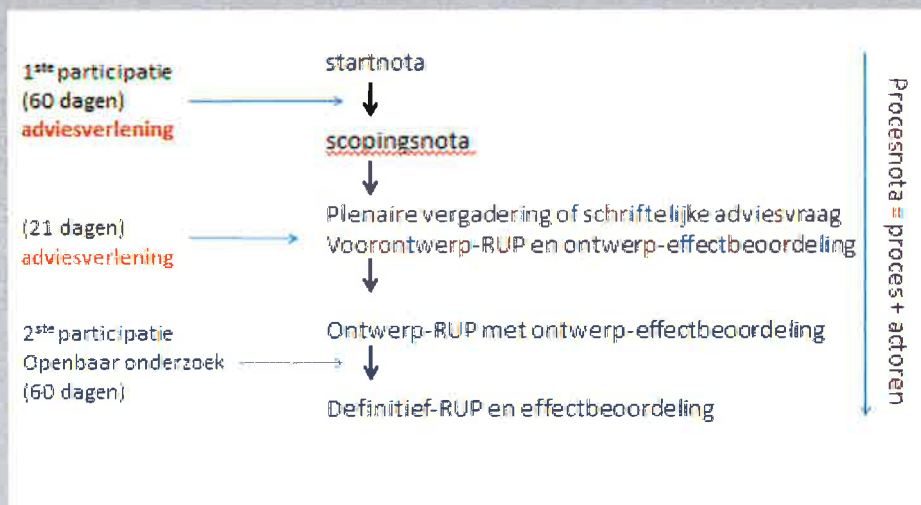 1ste participatie
(60 dagen)
adviesverlening
startnota
scopingsnota
(21 dagen)
adviesverlening
Plenaire vergadering of schriftelijke adviesvraag
Voorontwerp-RUP en ontwerp-effectbeoordeling
2ste participatie
Openbaar onderzoek
(60 dagen)
Ontwerp-RUP met ontwerp-effectbeoordeling
Definitief-RUP en effectbeoordeling
Procesnota = proces + actoren